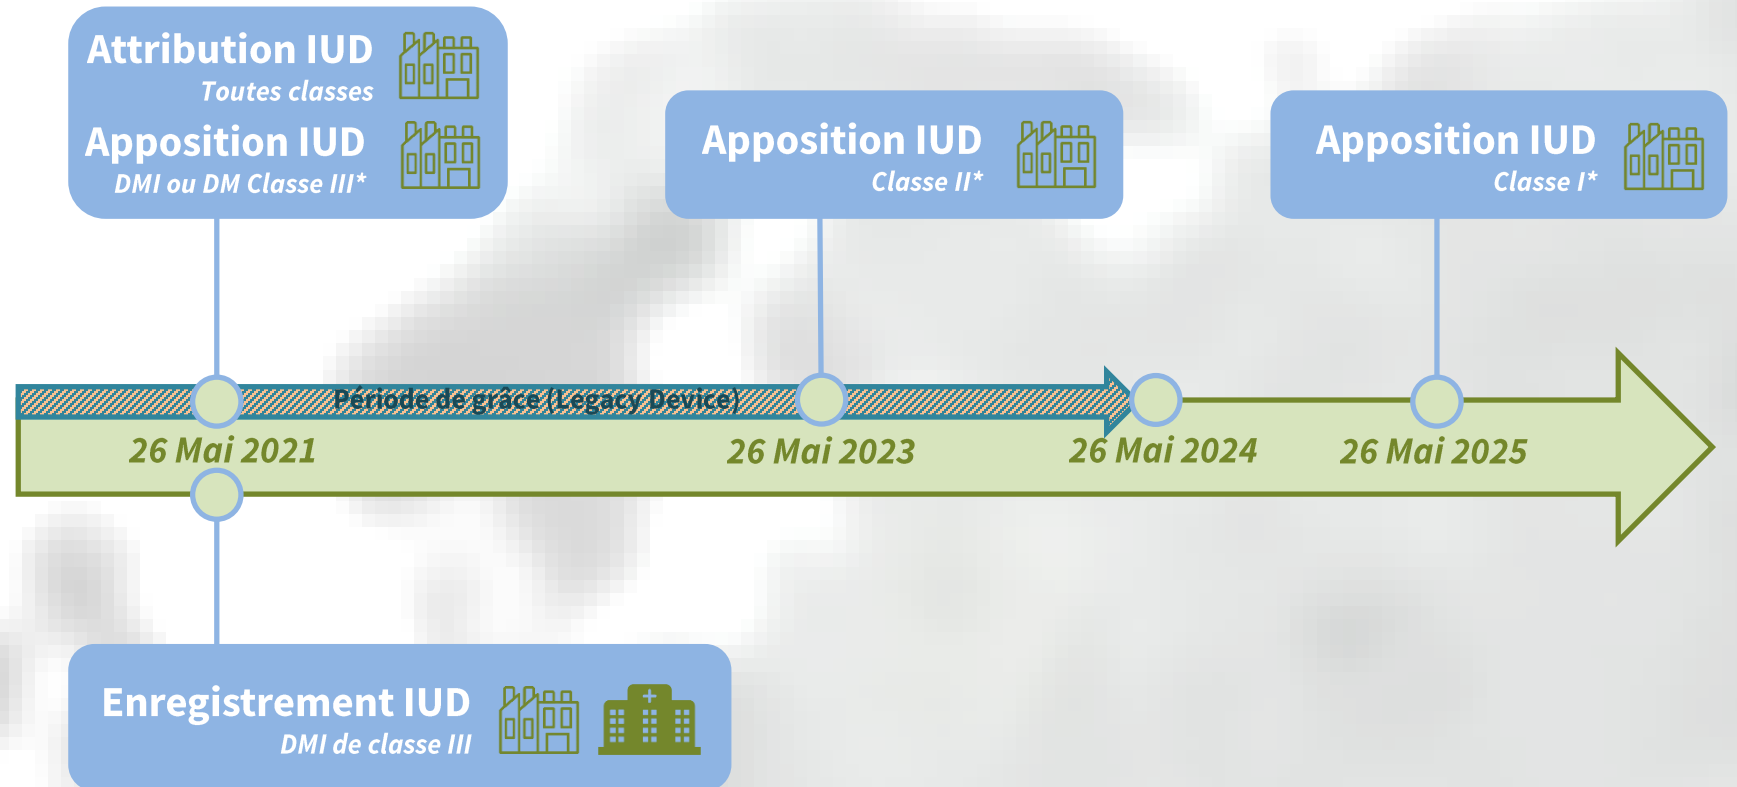 Attribution IUD
Toutes classes
Apposition IUD
DMI ou DM Classe III*
Apposition IUD
Classe II*
Apposition IUD
Classe I*
Période de grâce (Legacy Device)
26 Mai 2021
26 Mai 2023
26 Mai 2024
26 Mai 2025
Enregistrement IUD
DMI de classe III